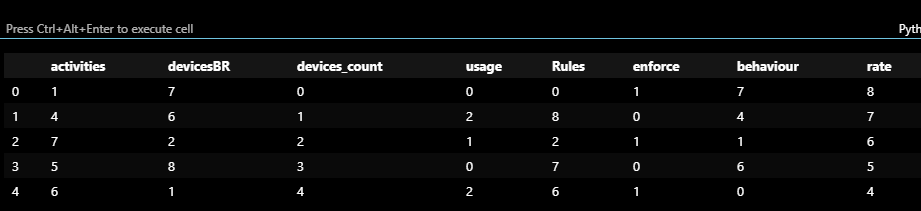 Press Ctrl+Alt+Enter to execute cell Pyth
activities devicesBR devices_count usage Rules enforce behaviour rate
0 1 7 0 0 0 1 7 8
1 4 6 1 2 8 0 4 7
2 7 2 2 1 2 1 1 6
3 5 8 3 0 7 0 6 5
4 6 1 4 2 6 1 0 4